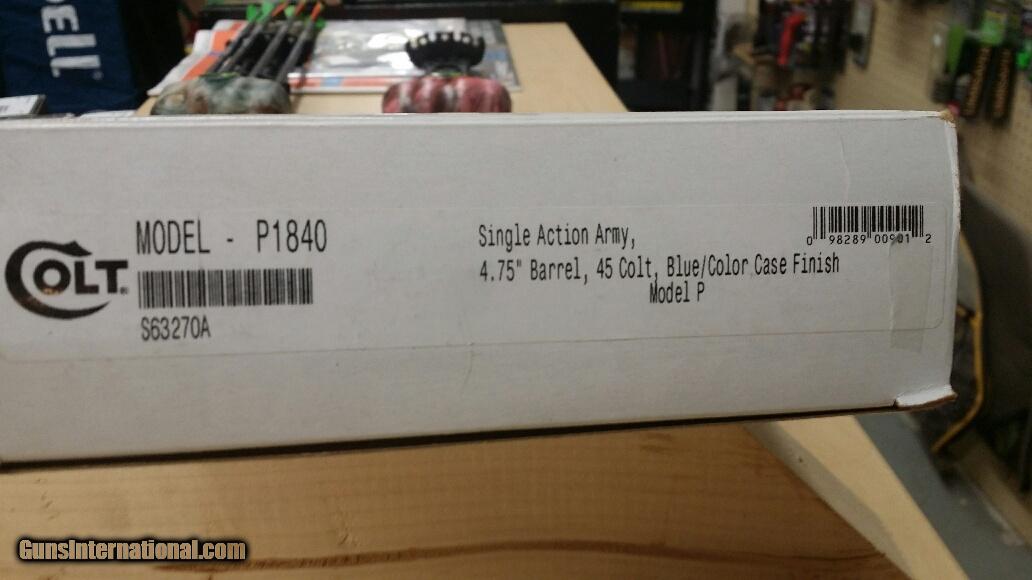 BELL
COLT
MODEL - P1840
S63270A
Single Action Army,
4.75" Barrel, 45 Colt, Blue/Color Case Finish
Model P
0 98289 00901 2
GunsInternational.com